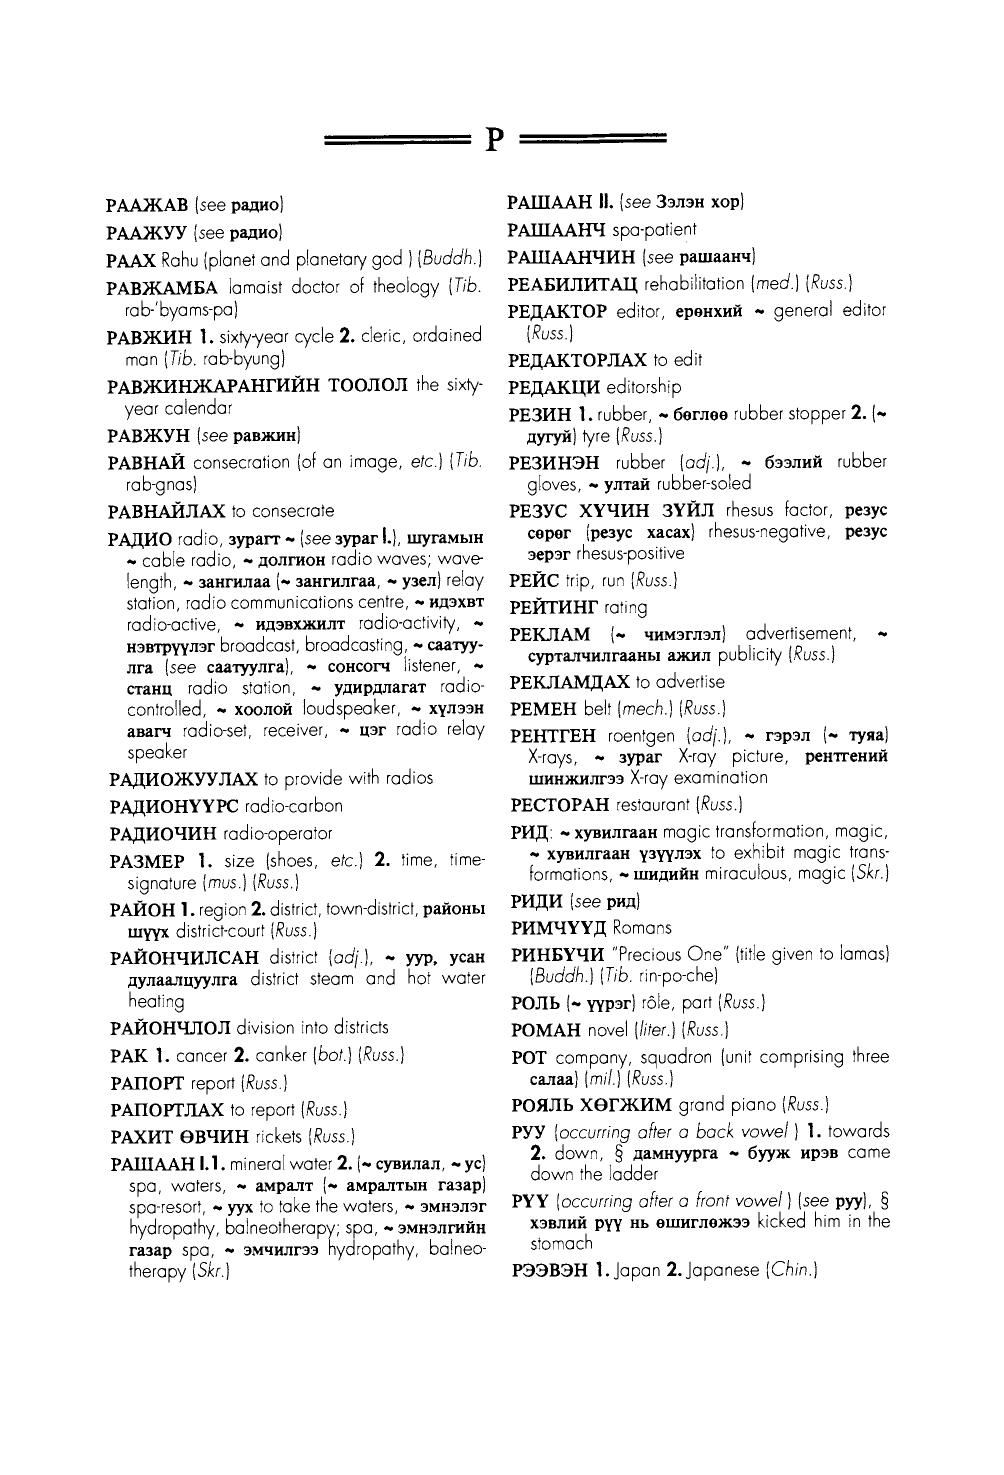 Р
РААЖАВ (see радио)
РААЖУУ (see радио)
РААХ Rahu (planet and planetary god ) (Buddh.)
РАВЖАМБА lamaist doctor of theology (Tib.
rab-'byams-pa)
РАВЖИН 1. sixty-year cycle 2. cleric, ordained
man (Tib. rab-byung)
РАВЖИНЖАРАНГИЙН ТООЛОЛ the sixty-
year calendar
РАВЖУН (see равжин)
РАВНАЙ consecration (of an image, etc.) (Tib.
rab-gnas)
РАВНАЙЛАХ to consecrate
РАДИО radio, зурагт ~ (see зураг I.), шугамын
~ cable radio, ~ долгион radio waves; wave-
length, ~ зангилаа (~ зангилгаа, ~ узел) relay
station, radio communications centre, ~ идэхвт
radio-active, ~ идэвхжилт radio-activity, ~
нэвтрүүлэг broadcast, broadcasting, ~ саатуу-
лга (see саатуулга), ~ сонсогч listener, ~
станц radio station, ~ удирдлагат radio-
controlled, ~ хоолой loudspeaker, ~ хүлээн
авагч radio-set, receiver, ~ цэг radio relay
speaker
РАДИОЖУУЛАХ to provide with radios
РАДИОНҮҮРС radio-carbon
РАДИОЧИН radio-operator
РАЗМЕР 1. size (shoes, etc.) 2. time, time-
signature (mus.) (Russ.)
РАЙОН 1. region 2. district, town-district, районы
шүүх district-court (Russ.)
РАЙОНЧИЛСАН district (adj.), ~ уур, усан
дулаалцуулга district steam and hot water
heating
РАЙОНЧЛОЛ division into districts
РАК 1. cancer 2. canker (bot.) (Russ.)
РАПОРТ report (Russ.)
РАПОРТЛАХ to report (Russ.)
РАХИТ ӨВЧИН rickets (Russ.)
РАШААН I.1. mineral water 2. (~ сувилал, ~ ус)
spa, waters, ~ амралт (~ амралтын газар)
spa-resort, ~ уух to take the waters, ~ эмнэлэг
hydropathy, balneotherapy; spa, ~ эмнэлгийн
газар spa, ~ эмчилгээ hydropathy, balneo-
therapy (Skr.)
РАШААН II. (see Зэлэн хор)
РАШААНЧ spa-patient
РАШААНЧИН (see рашаанч)
РЕАБИЛИТАЦ rehabilitation (med.) (Russ.)
РЕДАКТОР editor, ерөнхий ~ general editor
(Russ.)
РЕДАКТОРЛАХ to edit
РЕДАКЦИ editorship
РЕЗИН 1. rubber, ~ бөглөө rubber stopper 2. (~
дугуй) tyre (Russ.)
РЕЗИНЭН rubber (adj.), ~ бээлий rubber
gloves, ~ ултай rubber-soled
РЕЗУС ХҮЧИН ЗҮЙЛ rhesus factor, резус
сөрөг (резус хасах) rhesus-negative, резус
эерэг rhesus-positive
РЕЙС trip, run (Russ.)
РЕЙТИНГ rating
РЕКЛАМ (~ чимэглэл) advertisement, ~
сурталчилгааны ажил publicity (Russ.)
РЕКЛАМДАХ to advertise
РЕМЕН belt (mech.) (Russ.)
РЕНТГЕН roentgen (adj.), ~ гэрэл (~ туяа)
X-rays, ~ зураг X-ray picture, рентгений
шинжилгээ X-ray examination
РЕСТОРАН restaurant (Russ.)
РИД: ~ хувилгаан magic transformation, magic,
~ хувилгаан үзүүлэх to exhibit magic trans-
formations, ~ шидийн miraculous, magic (Skr.)
РИДИ (see рид)
РИМЧҮҮД Romans
РИНБҮЧИ "Precious One" (title given to lamas)
(Buddh.) (Tib. rin-po-che)
РОЛЬ (~ үүрэг) rôle, part (Russ.)
РОМАН novel (liter.) (Russ.)
РОТ company, squadron (unit comprising three
салаа) (mil.) (Russ.)
РОЯЛЬ ХӨГЖИМ grand piano (Russ.)
РУУ (occurring after a back vowel ) 1. towards
2. down, § дамнуурга ~ бууж ирэв came
down the ladder
РҮҮ (occurring after a front vowel ) (see руу), §
хэвлий рүү нь өшиглөжээ kicked him in the
stomach
РЭЭВЭН 1. Japan 2. Japanese (Chin.)